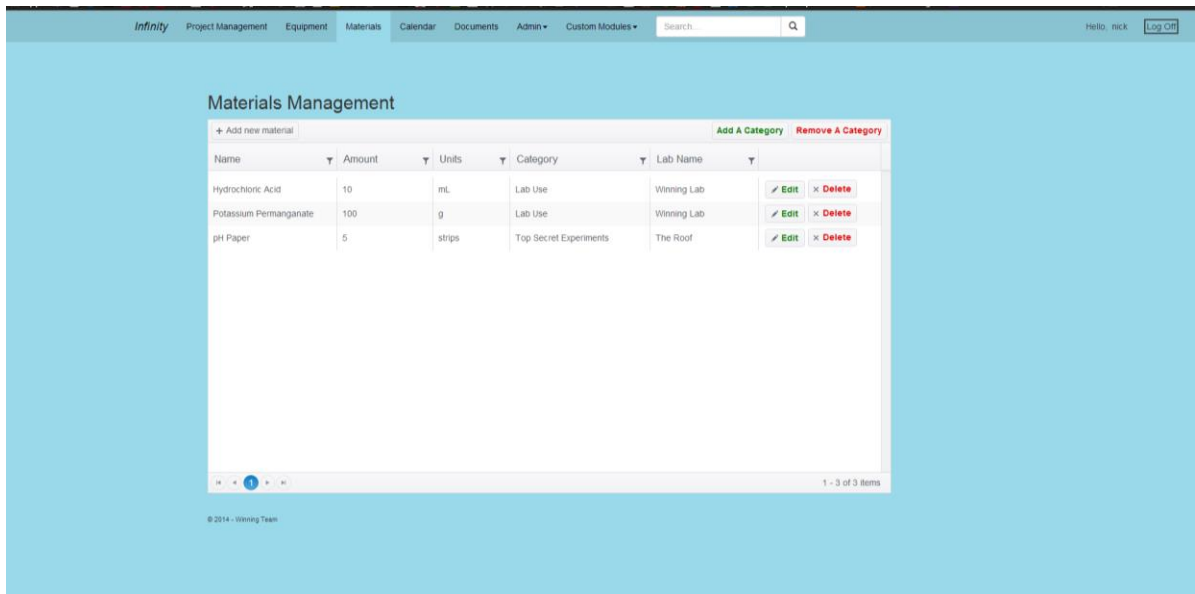 Infinity Project Management Equipment Materials Calendar Documents Admin Custom Modules Search... Hello, nick Log Off
Materials Management
+ Add new material Add A Category Remove A Category
Name Amount Units Category Lab Name
Hydrochloric Acid 10 mL Lab Use Winning Lab Edit × Delete
Potassium Permanganate 100 g Lab Use Winning Lab Edit × Delete
pH Paper 5 strips Top Secret Experiments The Roof Edit × Delete
1 1 - 3 of 3 items
© 2014 - Winning Team